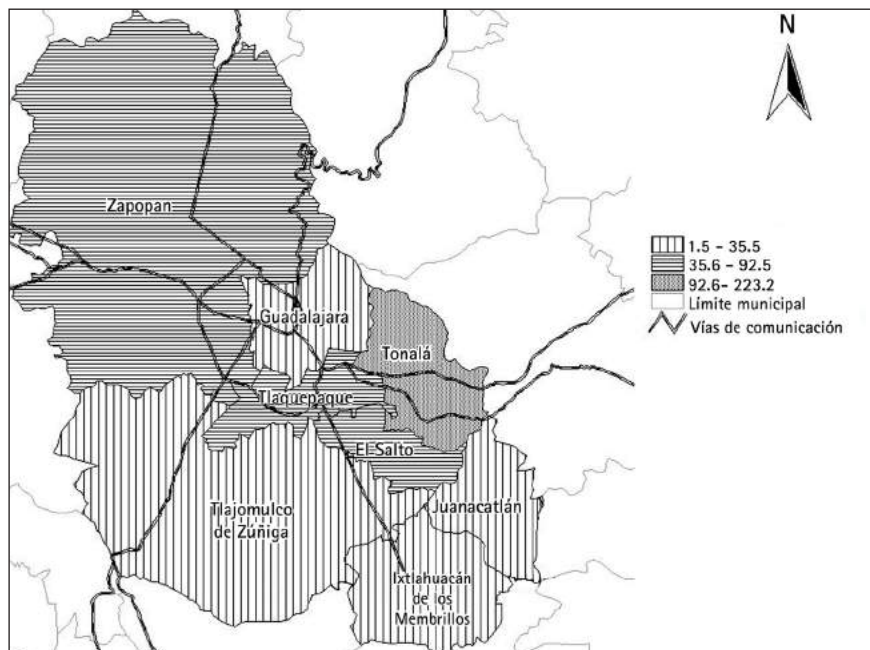 N
Zapopan
1.5 - 35.5
35.6 - 92.5
92.6- 223.2
Límite municipal
Vías de comunicación
Guadalajara
Tonalá
Tlaquepaque
El Salto
Tlajomulco
de Zúñiga
Juanacatlán
Ixtlahuacán
de los
Membrillos